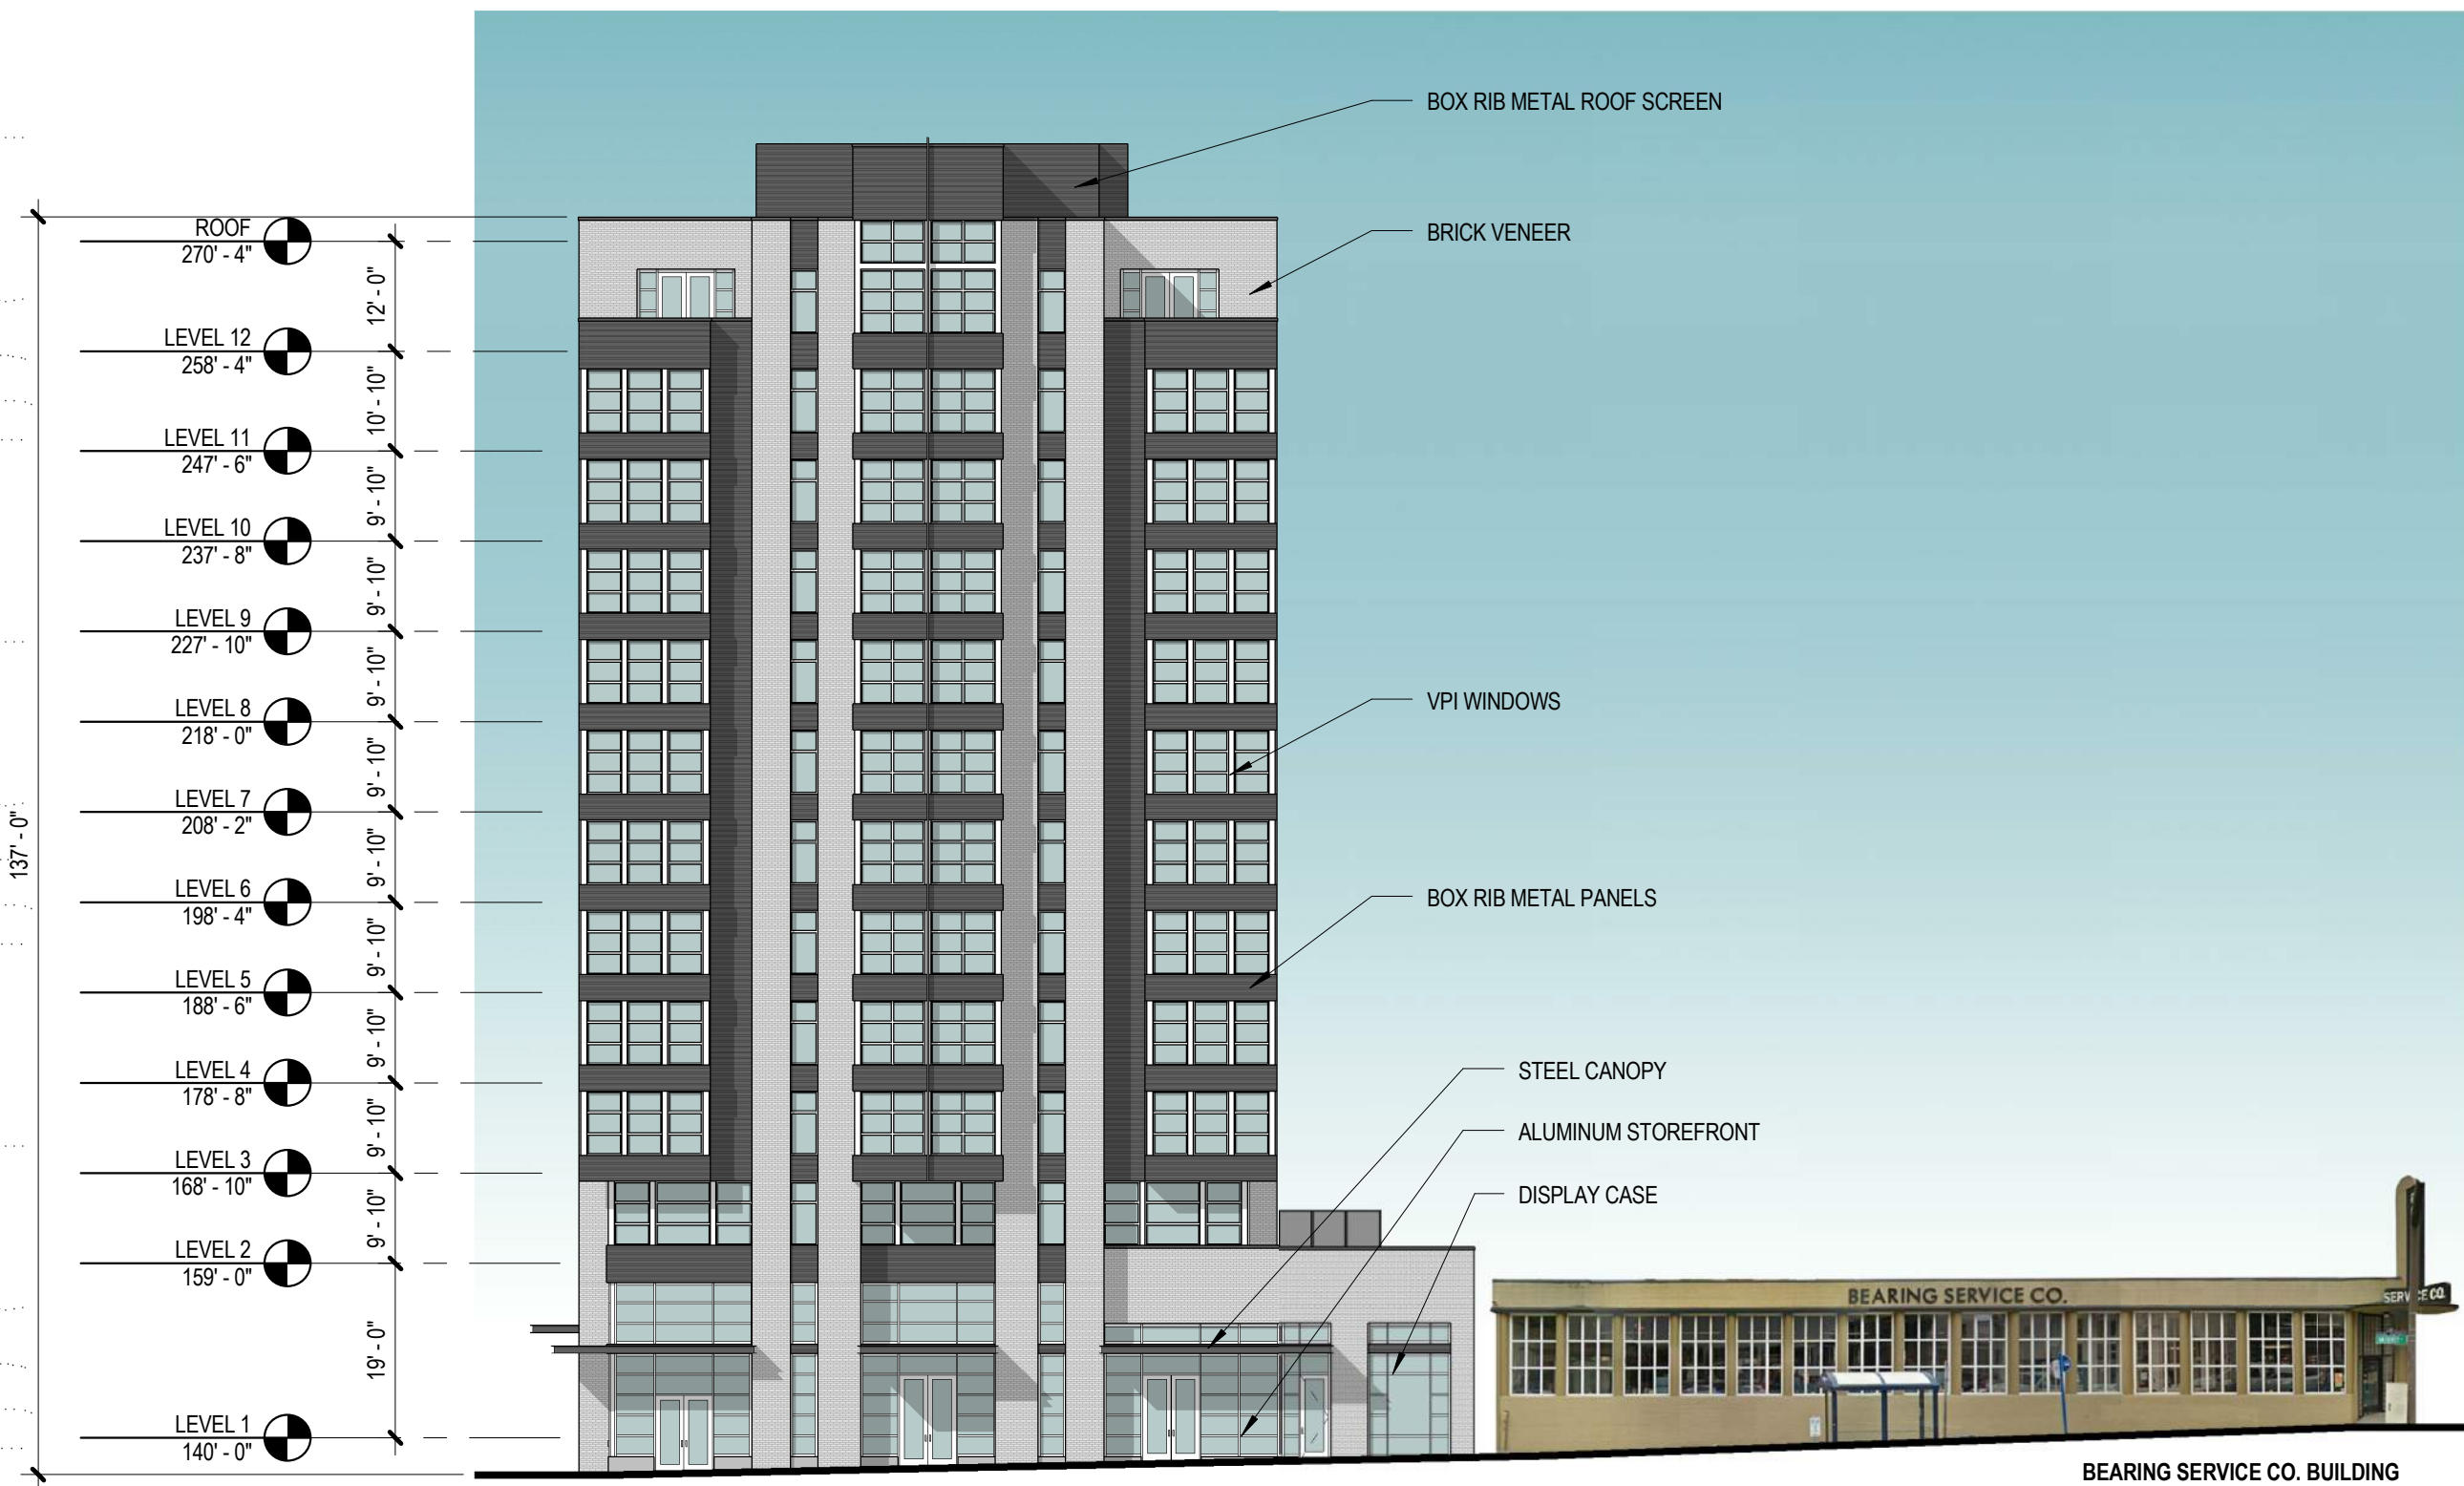 BOX RIB METAL ROOF SCREEN
BRICK VENEER
VPI WINDOWS
BOX RIB METAL PANELS
STEEL CANOPY
ALUMINUM STOREFRONT
DISPLAY CASE
ROOF
270' - 4"
12' - 0"
LEVEL 12
258' - 4"
10' - 10"
LEVEL 11
247' - 6"
9' - 10"
LEVEL 10
237' - 8"
9' - 10"
LEVEL 9
227' - 10"
9' - 10"
LEVEL 8
218' - 0"
9' - 10"
LEVEL 7
208' - 2"
9' - 10"
LEVEL 6
198' - 4"
9' - 10"
LEVEL 5
188' - 6"
9' - 10"
LEVEL 4
178' - 8"
9' - 10"
LEVEL 3
168' - 10"
9' - 10"
LEVEL 2
159' - 0"
19' - 0"
LEVEL 1
140' - 0"
137' - 0"
BEARING SERVICE CO.
SERVICE CO.
BEARING SERVICE CO. BUILDING